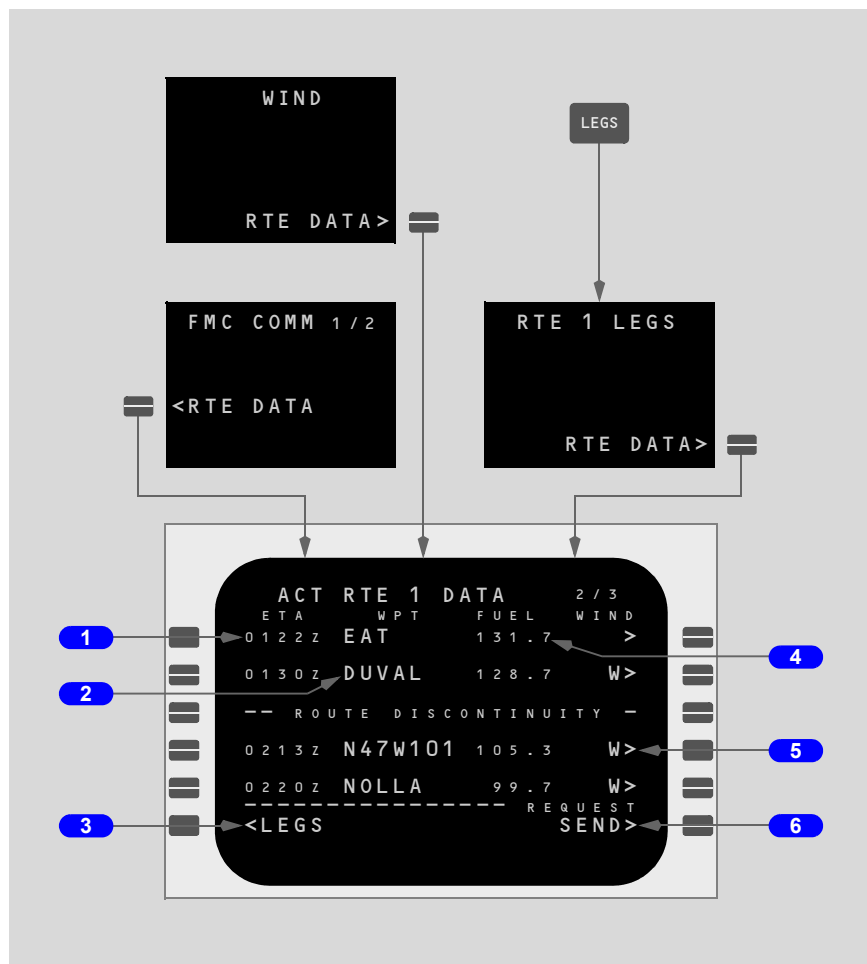 WIND
RTE DATA>
LEGS
FMC COMM 1/2
<RTE DATA
RTE 1 LEGS
RTE DATA>
ACT RTE 1 DATA 2/3
ETA WPT FUEL WIND
0122Z EAT 131.7 >
0130Z DUVAL 128.7 W>
-- ROUTE DISCONTINUITY -
0213Z N47W101 105.3 W>
0220Z NOLLA 99.7 W>
---------------- REQUEST
<LEGS SEND>
1
2
3
4
5
6